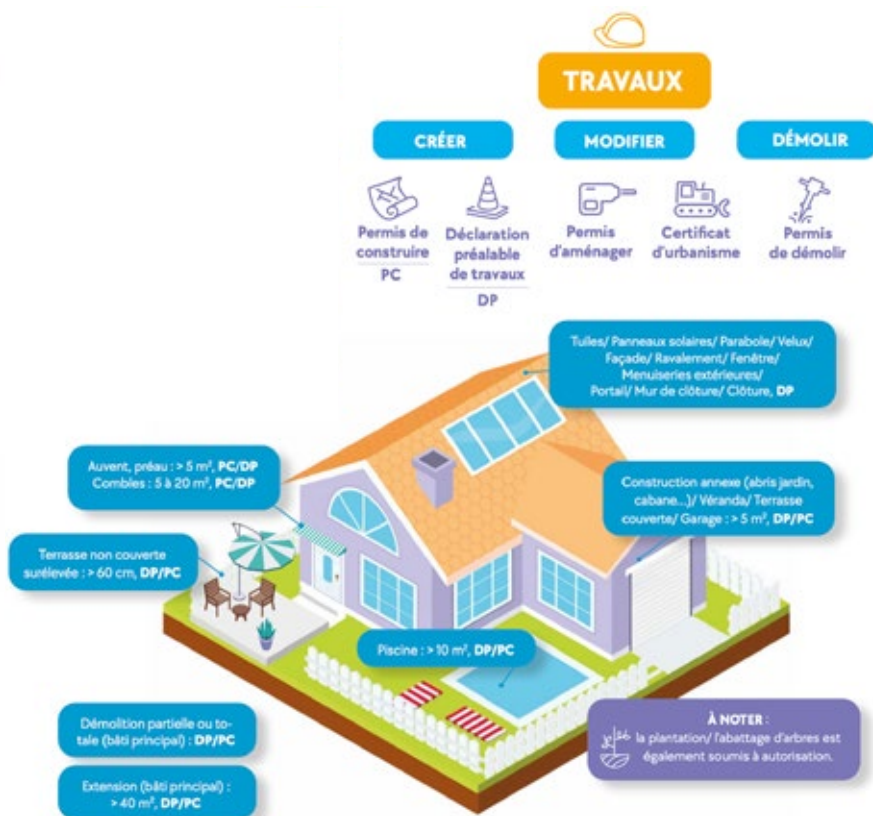 TRAVAUX
CRÉER
MODIFIER
DÉMOLIR
Permis de
construire
PC
Déclaration
préalable
de travaux
DP
Permis
d'aménager
Certificat
d'urbanisme
Permis
de démolir
Tuiles/ Panneaux solaires/ Parabole/ Velux/
Façade/ Ravalement/ Fenêtre/
Menuiseries extérieures/
Portail/ Mur de clôture/ Clôture, DP
Auvent, préau : > 5 m², PC/DP
Combles : 5 à 20 m², PC/DP
Construction annexe (abris jardin,
cabane...)/ Véranda/ Terrasse
couverte/ Garage : > 5 m², DP/PC
Terrasse non couverte
surélevée : > 60 cm, DP/PC
Piscine : > 10 m², DP/PC
Démolition partielle ou to-
tale (bâti principal) : DP/PC
Extension (bâti principal) :
> 40 m², DP/PC
À NOTER :
la plantation/ l'abattage d'arbres est
également soumis à autorisation.